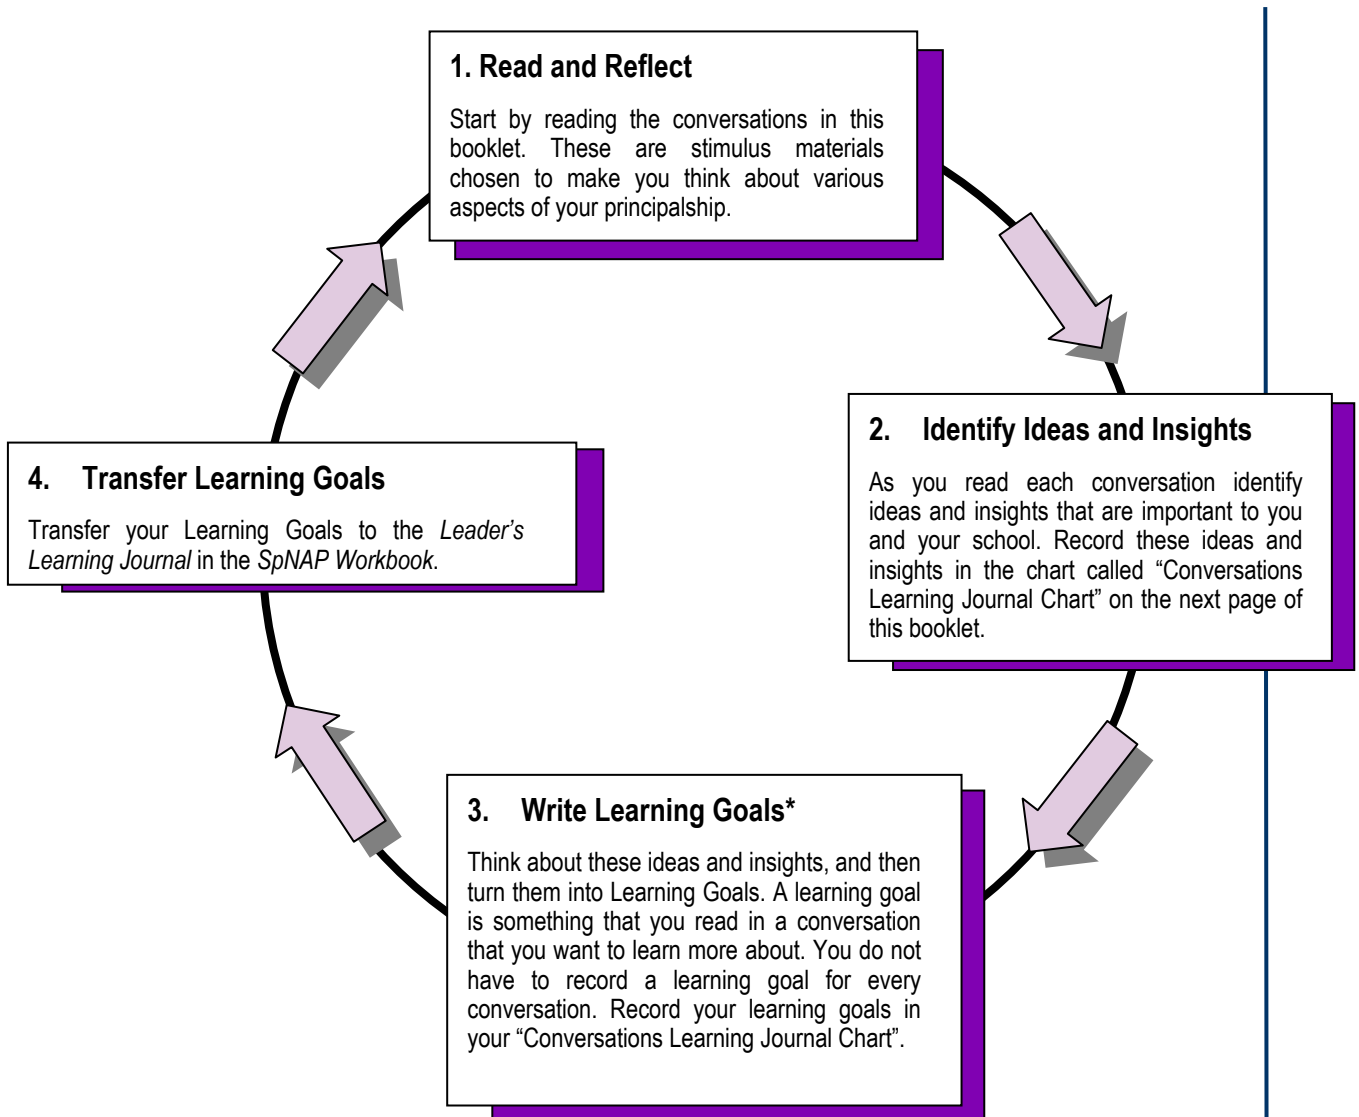 1. Read and Reflect
Start by reading the conversations in this
booklet. These are stimulus materials
chosen to make you think about various
aspects of your principalship.
2. Identify Ideas and Insights
As you read each conversation identify
ideas and insights that are important to you
and your school. Record these ideas and
insights in the chart called “Conversations
Learning Journal Chart” on the next page of
this booklet.
3. Write Learning Goals*
Think about these ideas and insights, and then
turn them into Learning Goals. A learning goal
is something that you read in a conversation
that you want to learn more about. You do not
have to record a learning goal for every
conversation. Record your learning goals in
your “Conversations Learning Journal Chart”.
4. Transfer Learning Goals
Transfer your Learning Goals to the Leader’s
Learning Journal in the SpNAP Workbook.